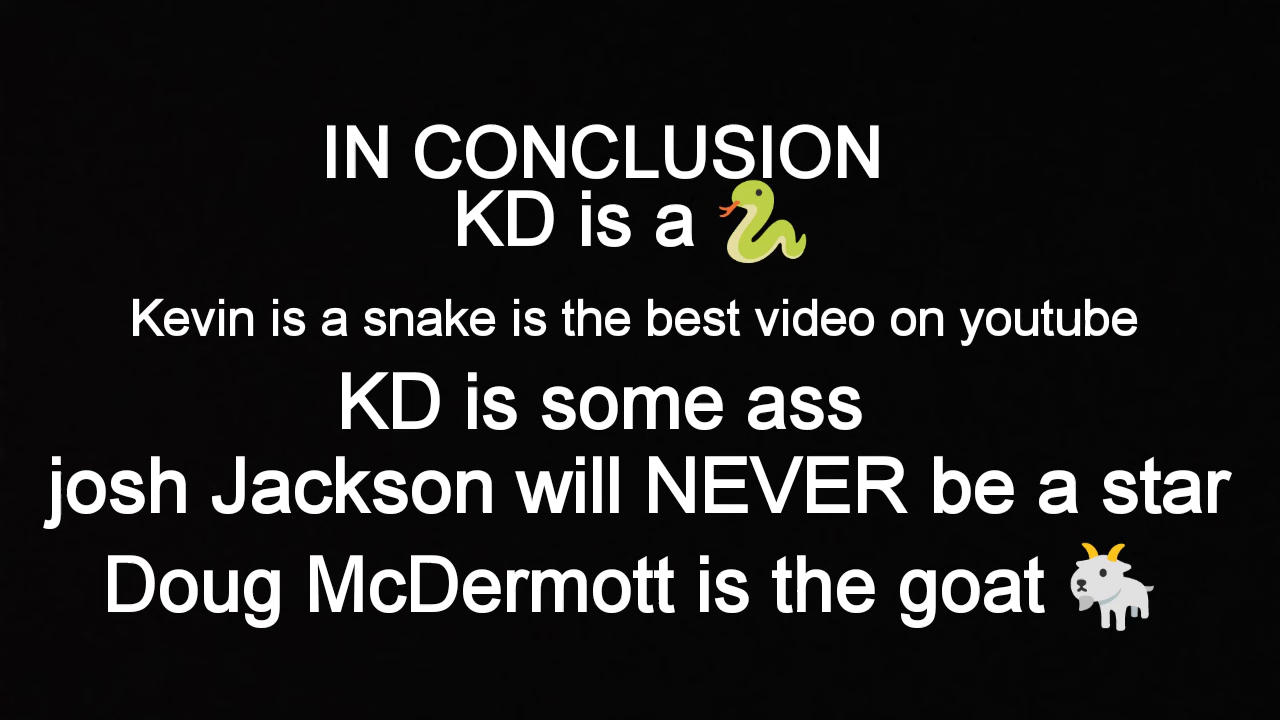 IN CONCLUSION
KD is a 🐍
Kevin is a snake is the best video on youtube
KD is some ass
josh Jackson will NEVER be a star
Doug McDermott is the goat 🐐